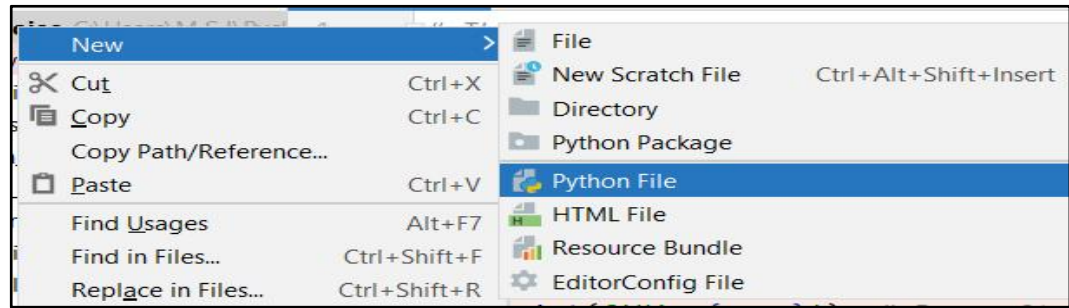 New
Cut Ctrl+X
Copy Ctrl+C
Copy Path/Reference...
Paste Ctrl+V
Find Usages Alt+F7
Find in Files... Ctrl+Shift+F
Replace in Files... Ctrl+Shift+R
File
New Scratch File Ctrl+Alt+Shift+Insert
Directory
Python Package
Python File
HTML File
Resource Bundle
EditorConfig File